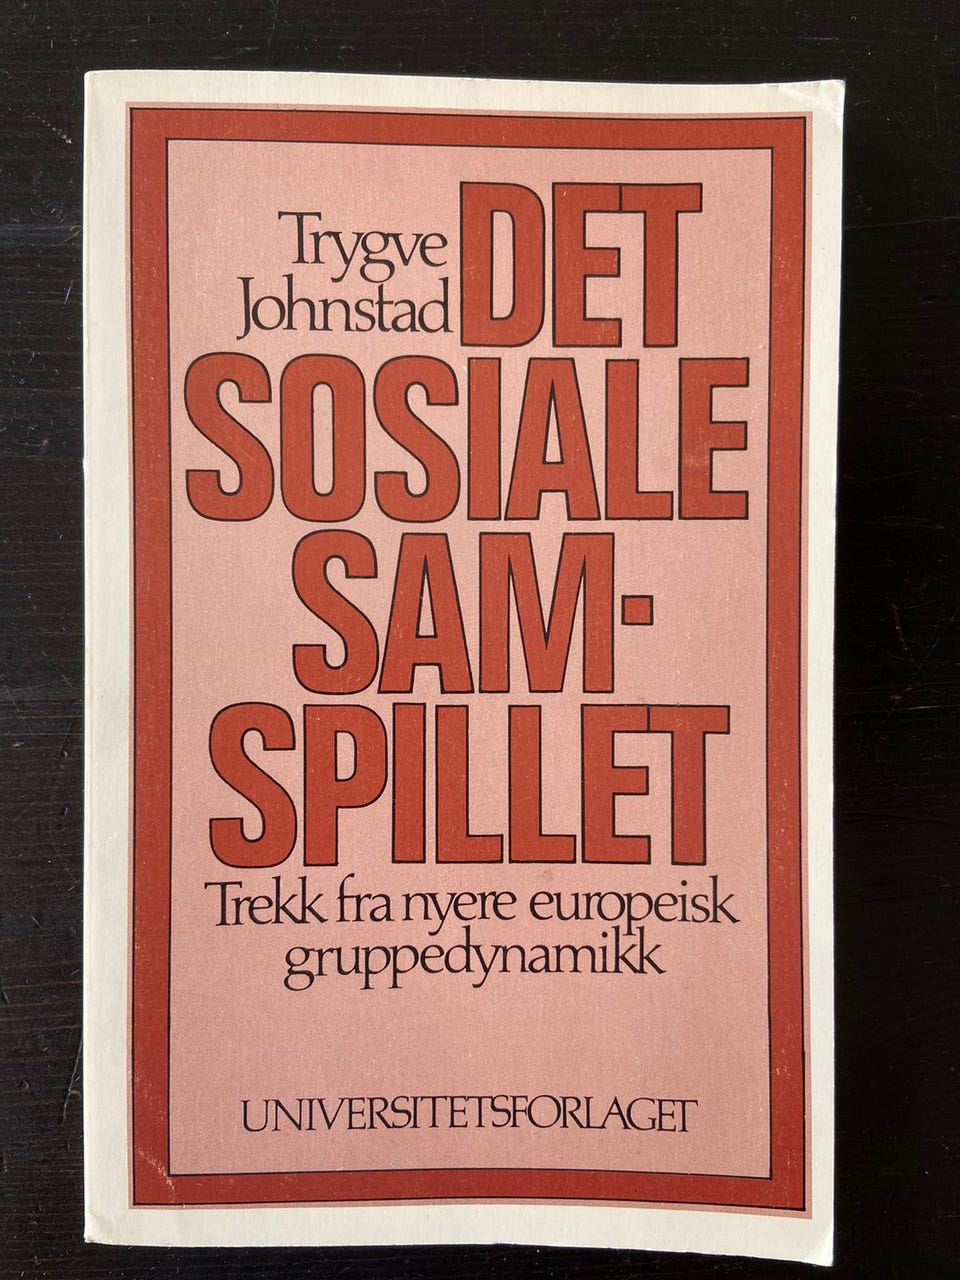 Trygve
Johnstad
DET
SOSIALE
SAM-
SPILLET
Trekk fra nyere europeisk
gruppedynamikk
UNIVERSITETSFORLAGET